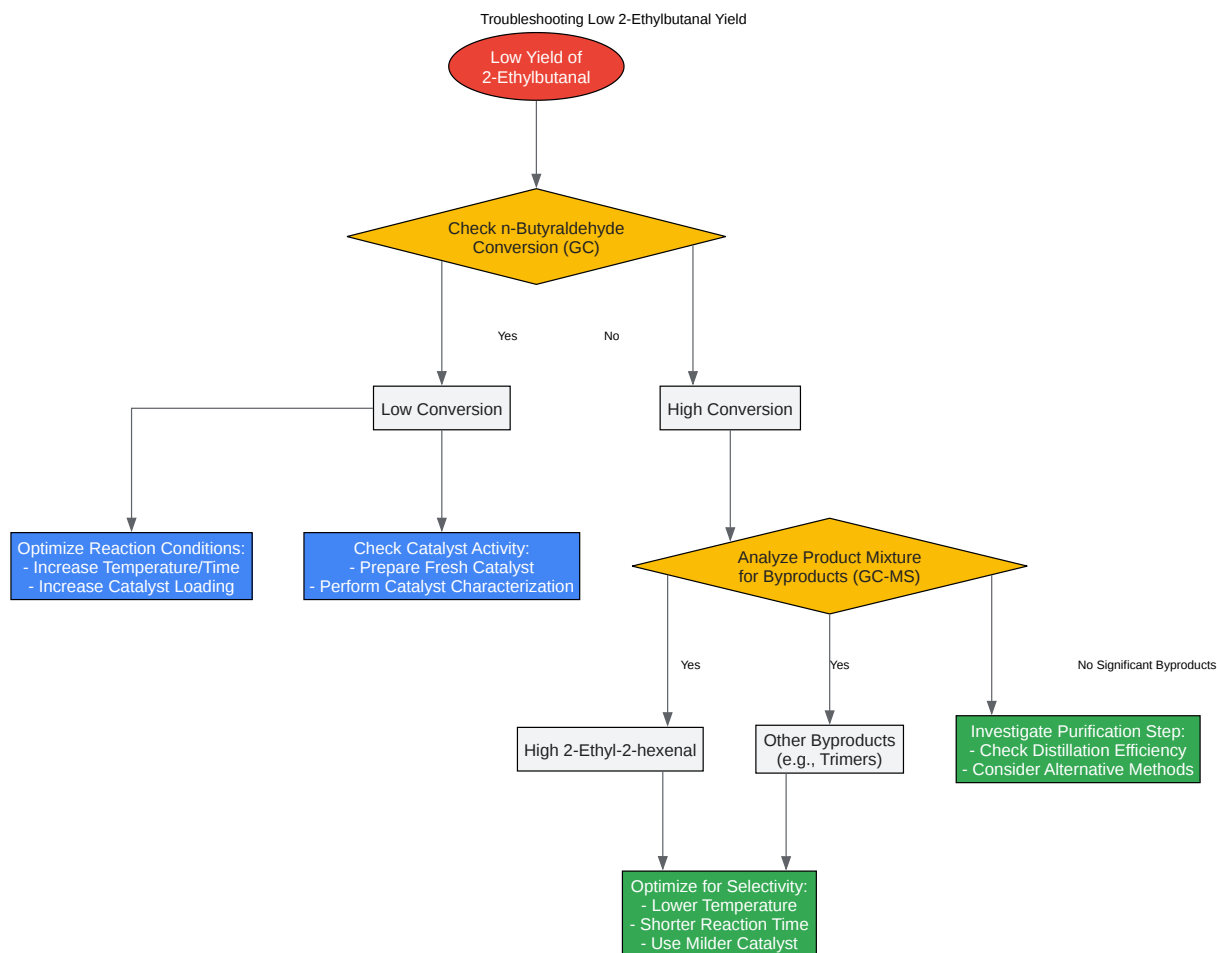 Troubleshooting Low 2-Ethylbutanal Yield
Low Yield of
2-Ethylbutanal
Check n-Butyraldehyde
Conversion (GC)
Yes
No
Low Conversion
High Conversion
Optimize Reaction Conditions:
- Increase Temperature/Time
- Increase Catalyst Loading
Check Catalyst Activity:
- Prepare Fresh Catalyst
- Perform Catalyst Characterization
Analyze Product Mixture
for Byproducts (GC-MS)
Yes
Yes
No Significant Byproducts
High 2-Ethyl-2-hexenal
Other Byproducts
(e.g., Trimers)
Investigate Purification Step:
- Check Distillation Efficiency
- Consider Alternative Methods
Optimize for Selectivity:
- Lower Temperature
- Shorter Reaction Time
- Use Milder Catalyst